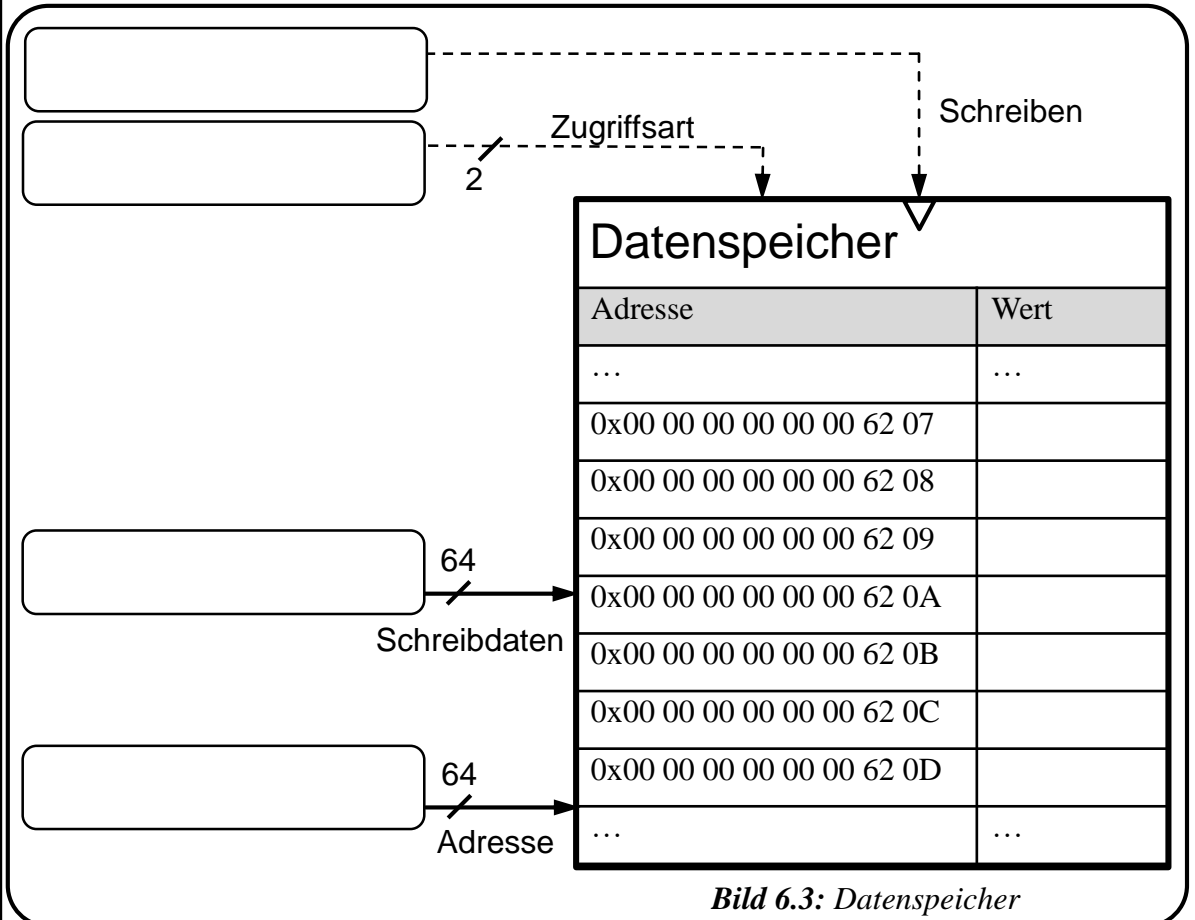 Schreiben
Zugriffsart
2
Datenspeicher
Adresse Wert
… …
0x00 00 00 00 00 00 62 07
0x00 00 00 00 00 00 62 08
0x00 00 00 00 00 00 62 09
64
0x00 00 00 00 00 00 62 0A
Schreibdaten
0x00 00 00 00 00 00 62 0B
0x00 00 00 00 00 00 62 0C
64
0x00 00 00 00 00 00 62 0D
Adresse
… …
Bild 6.3: Datenspeicher